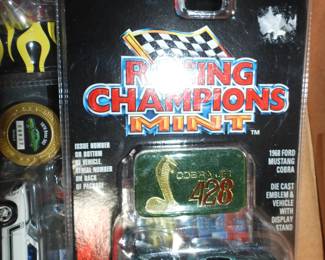 RACING
CHAMPIONS
MINT
ISSUE NUMBER
ON BOTTOM
OF VEHICLE.
SERIAL NUMBER
ON BACK
OF PACKAGE
COBRA JET
428
1968 FORD
MUSTANG
COBRA
DIE CAST
EMBLEM &
VEHICLE
WITH
DISPLAY
STAND